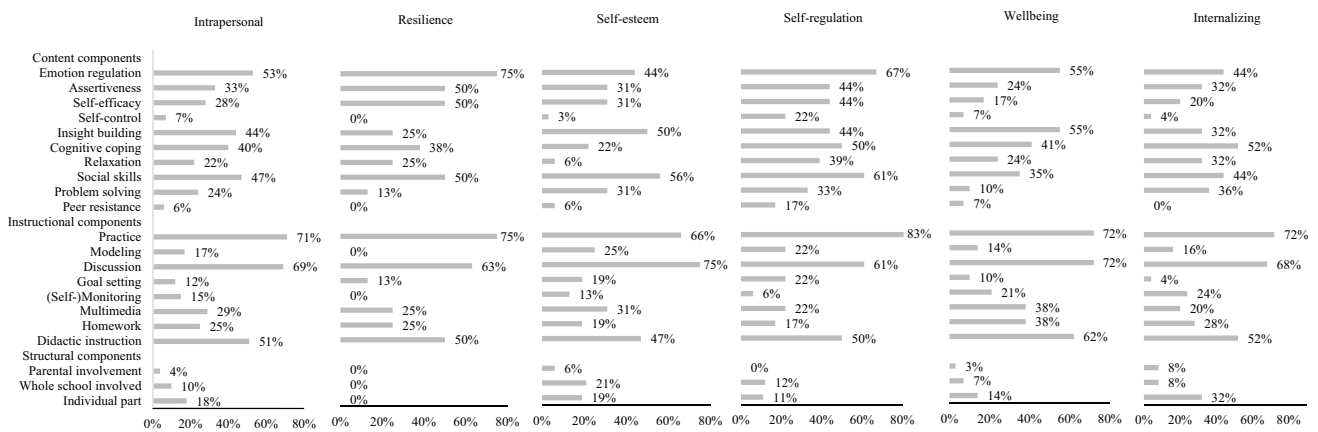 Intrapersonal Resilience Self-esteem Self-regulation Wellbeing Internalizing
Content components
Emotion regulation 53% 75% 44% 67% 55% 44%
Assertiveness 33% 50% 31% 44% 24% 32%
Self-efficacy 28% 50% 31% 44% 17% 20%
Self-control 7% 0% 3% 22% 7% 4%
Insight building 44% 25% 50% 44% 55% 32%
Cognitive coping 40% 38% 22% 50% 41% 52%
Relaxation 22% 25% 6% 39% 24% 32%
Social skills 47% 50% 56% 61% 35% 44%
Problem solving 24% 13% 31% 33% 10% 36%
Peer resistance 6% 0% 6% 17% 7% 0%
Instructional components
Practice 71% 75% 66% 83% 72% 72%
Modeling 17% 0% 25% 22% 14% 16%
Discussion 69% 63% 75% 61% 72% 68%
Goal setting 12% 13% 19% 22% 10% 4%
(Self-)Monitoring 15% 0% 13% 6% 21% 24%
Multimedia 29% 25% 31% 22% 38% 20%
Homework 25% 25% 19% 17% 38% 28%
Didactic instruction 51% 50% 47% 50% 62% 52%
Structural components
Parental involvement 4% 0% 6% 0% 3% 8%
Whole school involved 10% 0% 21% 12% 7% 8%
Individual part 18% 0% 19% 11% 14% 32%
0% 20% 40% 60% 80% 0% 20% 40% 60% 80% 0% 20% 40% 60% 80% 0% 20% 40% 60% 80% 0% 20% 40% 60% 80% 0% 20% 40% 60% 80%